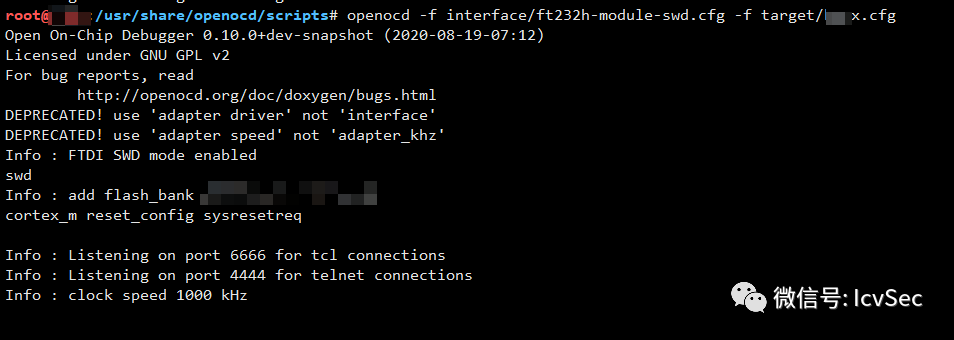 root@:/usr/share/openocd/scripts# openocd -f interface/ft232h-module-swd.cfg -f target/x.cfg
Open On-Chip Debugger 0.10.0+dev-snapshot (2020-08-19-07:12)
Licensed under GNU GPL v2
For bug reports, read
        http://openocd.org/doc/doxygen/bugs.html
DEPRECATED! use 'adapter driver' not 'interface'
DEPRECATED! use 'adapter speed' not 'adapter_khz'
Info : FTDI SWD mode enabled
swd
Info : add flash_bank
cortex_m reset_config sysresetreq
Info : Listening on port 6666 for tcl connections
Info : Listening on port 4444 for telnet connections
Info : clock speed 1000 kHz
微信号: IcvSec